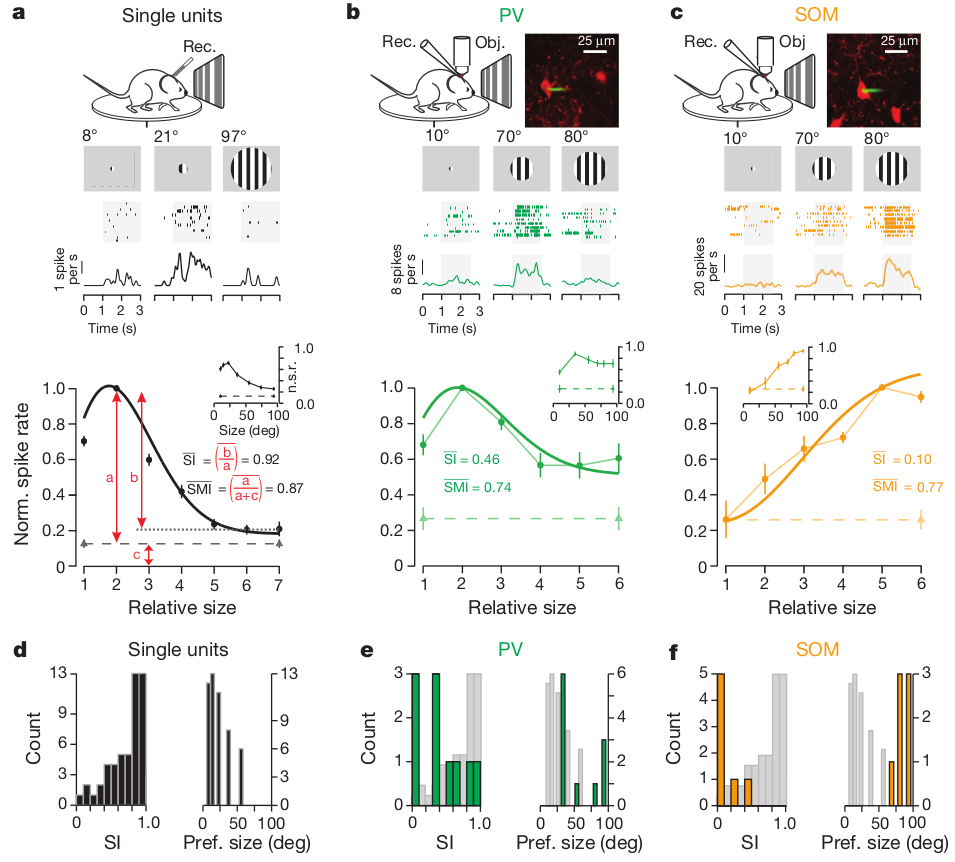 a Single units
b PV
c SOM
Rec.
Rec. Obj. 25 μm
Rec. Obj 25 μm
8° 21° 97°
10° 70° 80°
10° 70° 80°
1 spike
per s
8 spikes
per s
20 spikes
per s
0 1 2 3
0 1 2 3
0 1 2 3
Time (s)
Time (s)
Time (s)
Norm. spike rate
1.0
0.8
0.6
0.4
0.2
0
1 2 3 4 5 6 7
Relative size
1.0
n.s.r.
0.0
0 50 100
Size (deg)
a
b
c
SI = (b/a) = 0.92
SMI = (a/a+c) = 0.87
1.0
0.8
0.6
0.4
0.2
0
1 2 3 4 5 6
Relative size
1.0
0.0
0 50 100
SI = 0.46
SMI = 0.74
1.0
0.8
0.6
0.4
0.2
0
1 2 3 4 5 6
Relative size
1.0
0.0
0 50 100
SI = 0.10
SMI = 0.77
d Single units
Count
13
9
6
3
0
0 1.0
SI
13
9
6
3
0
0 50 100
Pref. size (deg)
e PV
Count
3
2
1
0
0 1.0
SI
6
4
2
0
0 50 100
Pref. size (deg)
f SOM
Count
5
4
3
2
1
0
0 1.0
SI
3
2
1
0
0 50 100
Pref. size (deg)